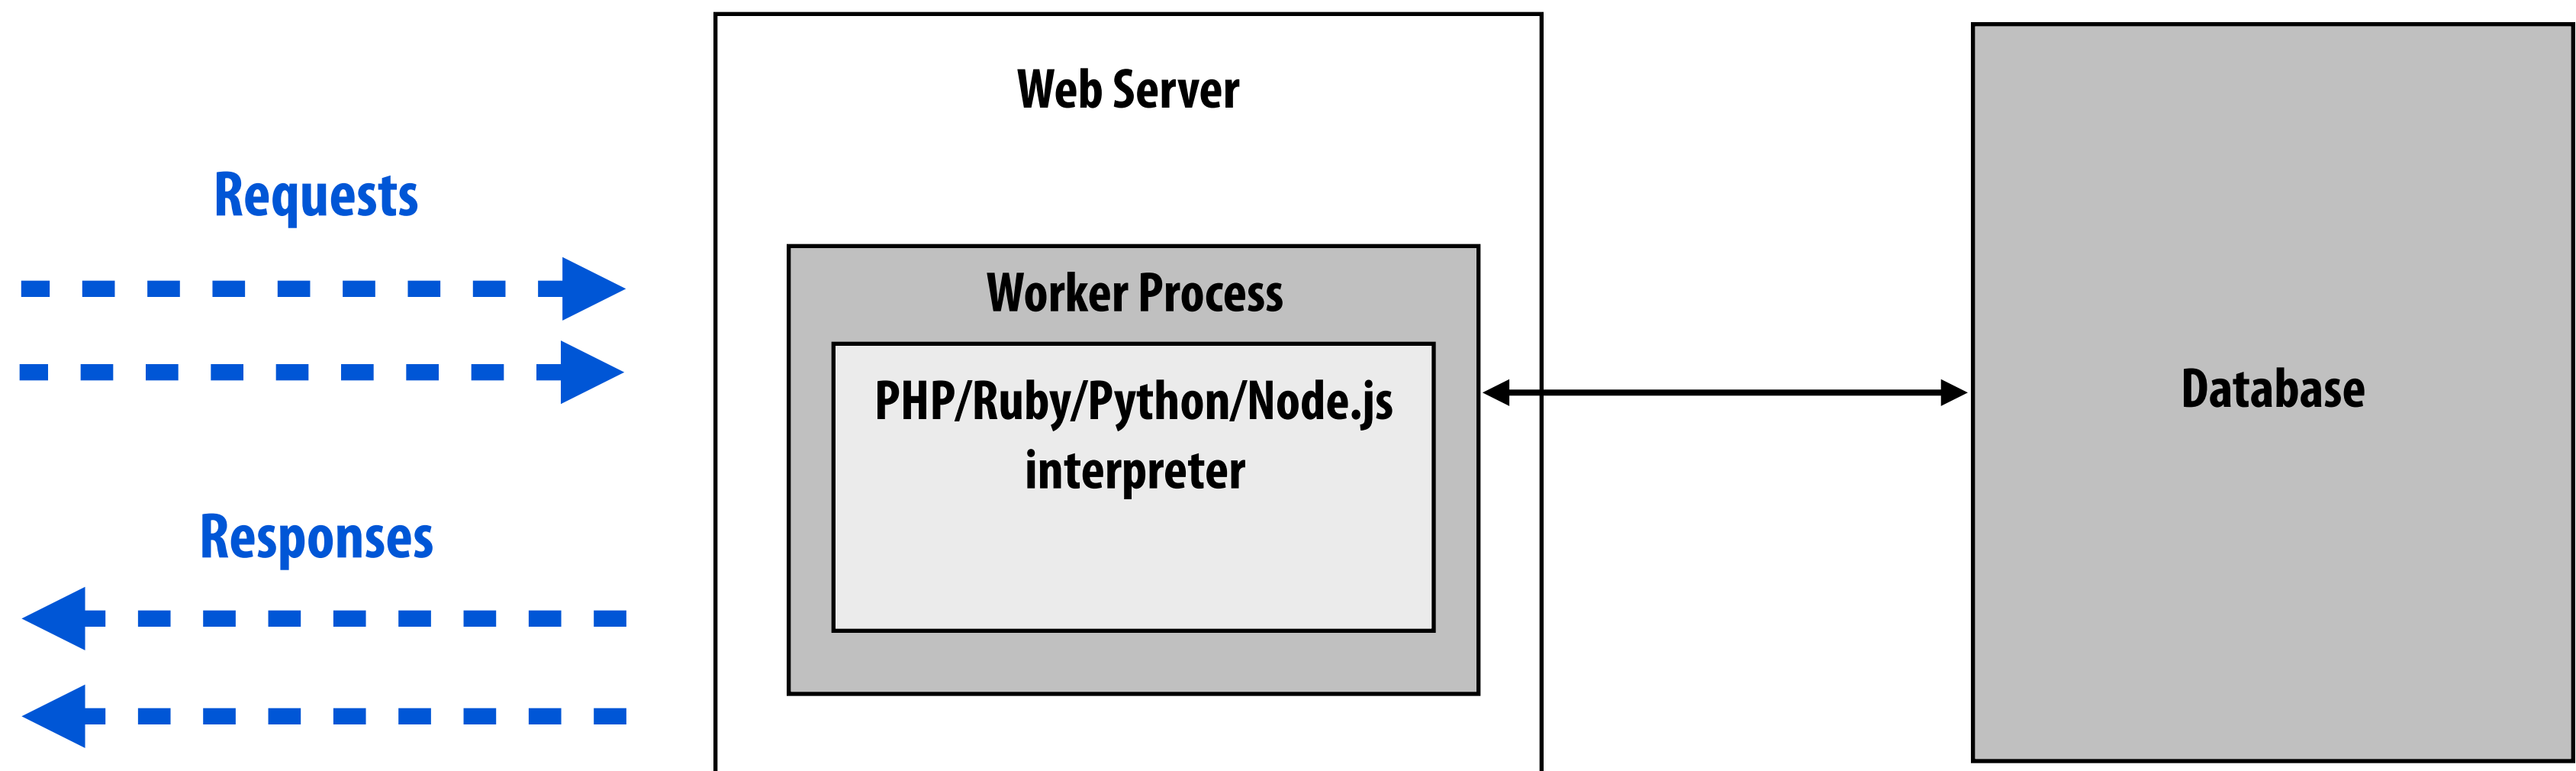 Web Server
Requests
Worker Process
PHP/Ruby/Python/Node.js
interpreter
Database
Responses